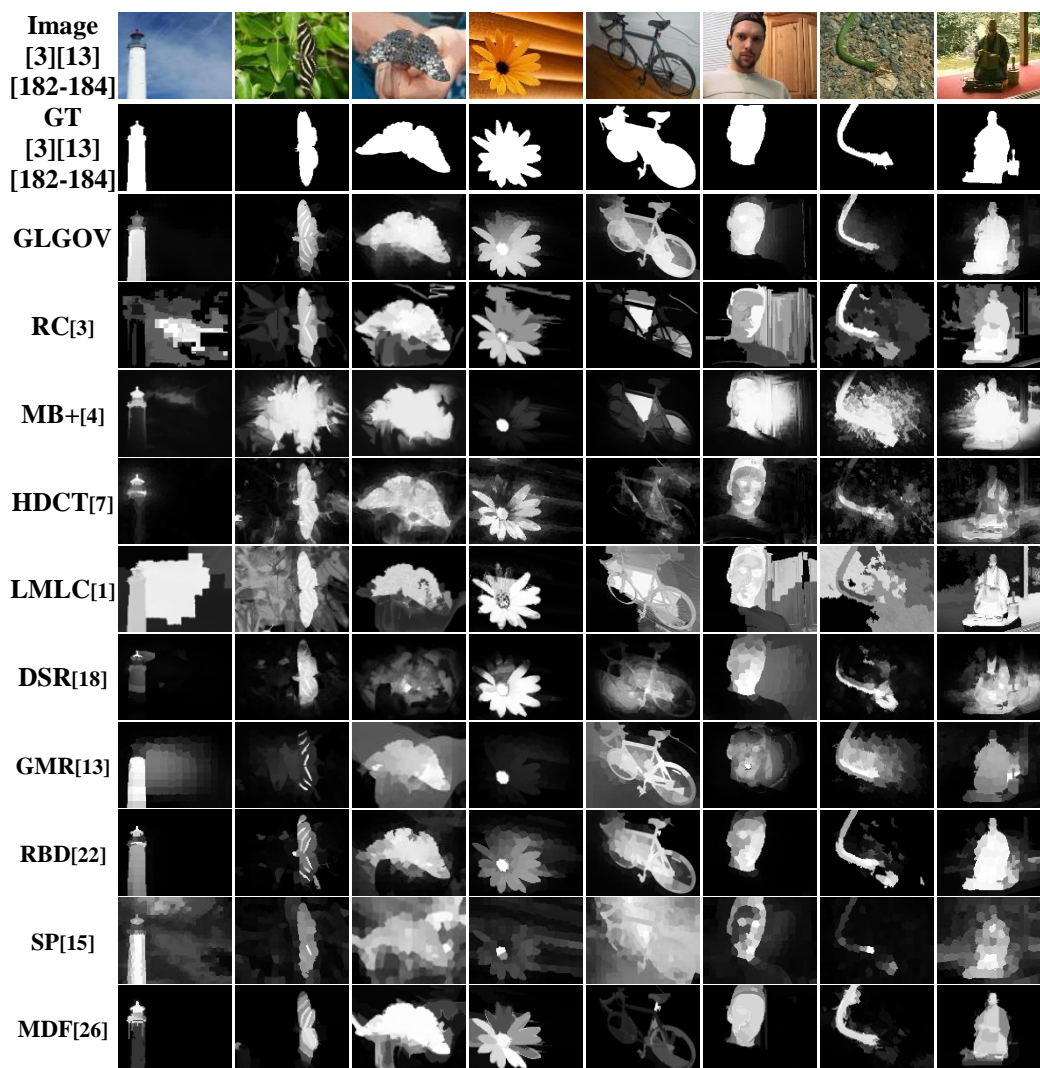 Image
[3][13]
[182-184]
GT
[3][13]
[182-184]
GLGOV
RC[3]
MB+[4]
HDCT[7]
LMLC[1]
DSR[18]
GMR[13]
RBD[22]
SP[15]
MDF[26]